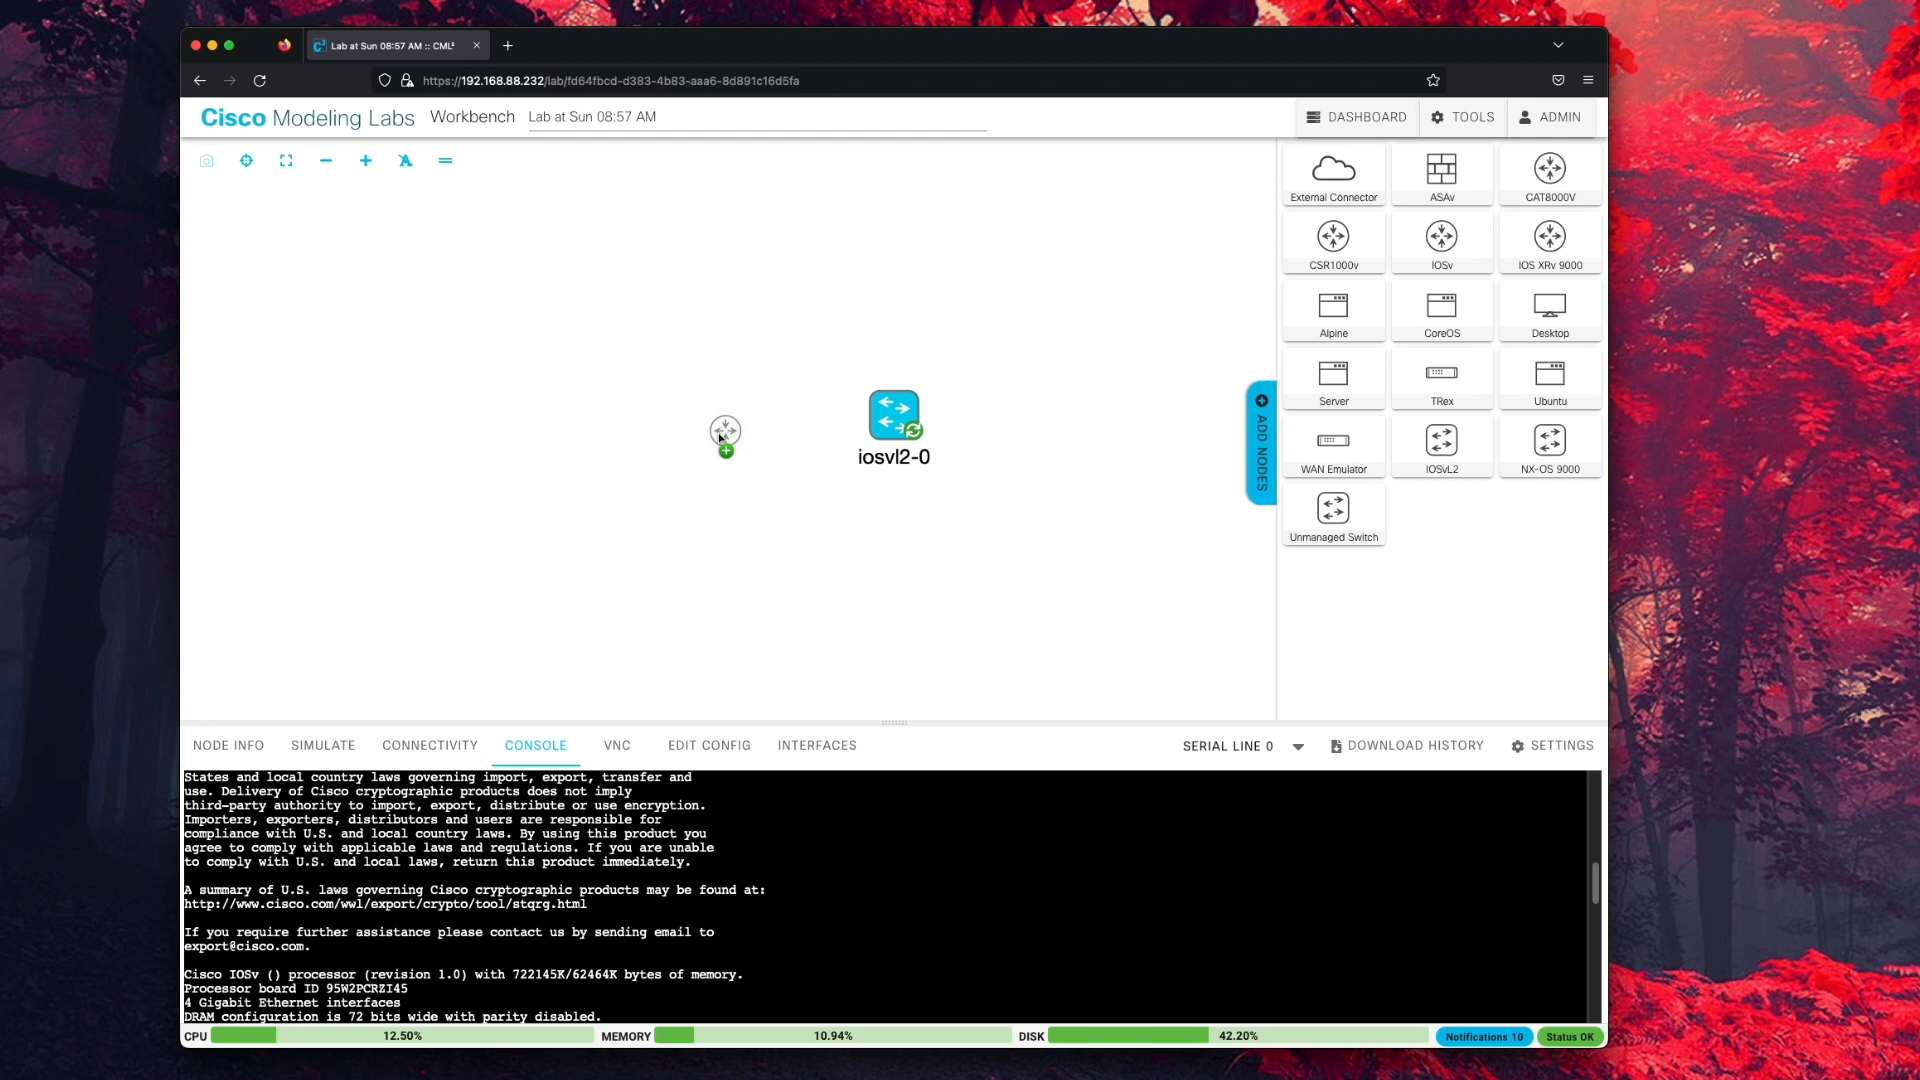 Lab at Sun 08:57 AM :: CML²
https://192.168.88.232/lab/fd64fbcd-d383-4b83-aaa6-8d891c16d5fa
Cisco Modeling Labs Workbench Lab at Sun 08:57 AM
DASHBOARD TOOLS ADMIN
External Connector ASAv CAT8000V
CSR1000v IOSv IOS XRv 9000
Alpine CoreOS Desktop
Server TRex Ubuntu
WAN Emulator IOSvL2 NX-OS 9000
Unmanaged Switch
ADD NODES
iosvl2-0
NODE INFO SIMULATE CONNECTIVITY CONSOLE VNC EDIT CONFIG INTERFACES SERIAL LINE 0 DOWNLOAD HISTORY SETTINGS
States and local country laws governing import, export, transfer and
use. Delivery of Cisco cryptographic products does not imply
third-party authority to import, export, distribute or use encryption.
Importers, exporters, distributors and users are responsible for
compliance with U.S. and local country laws. By using this product you
agree to comply with applicable laws and regulations. If you are unable
to comply with U.S. and local laws, return this product immediately.
A summary of U.S. laws governing Cisco cryptographic products may be found at:
http://www.cisco.com/wwl/export/crypto/tool/stqrg.html
If you require further assistance please contact us by sending email to
export@cisco.com.
Cisco IOSv () processor (revision 1.0) with 722145K/62464K bytes of memory.
Processor board ID 95W2PCRZI45
4 Gigabit Ethernet interfaces
DRAM configuration is 72 bits wide with parity disabled.
CPU 12.50% MEMORY 10.94% DISK 42.20% Notifications 10 Status OK